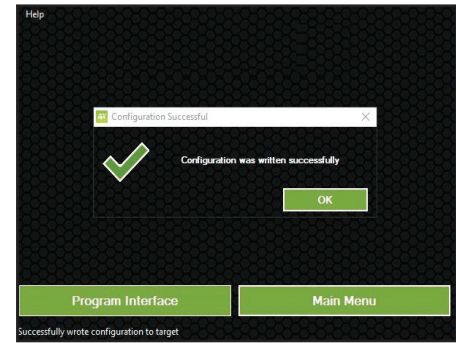 Help
Configuration Successful
Configuration was written successfully
OK
Program Interface
Main Menu
Successfully wrote configuration to target